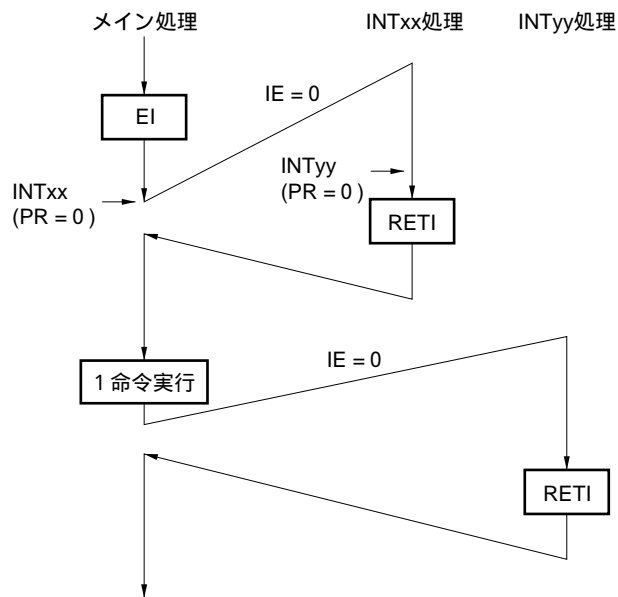 メイン処理
INTxx処理
INTyy処理
IE = 0
EI
INTxx
(PR = 0 )
INTyy
(PR = 0 )
RETI
IE = 0
1 命令実行
RETI